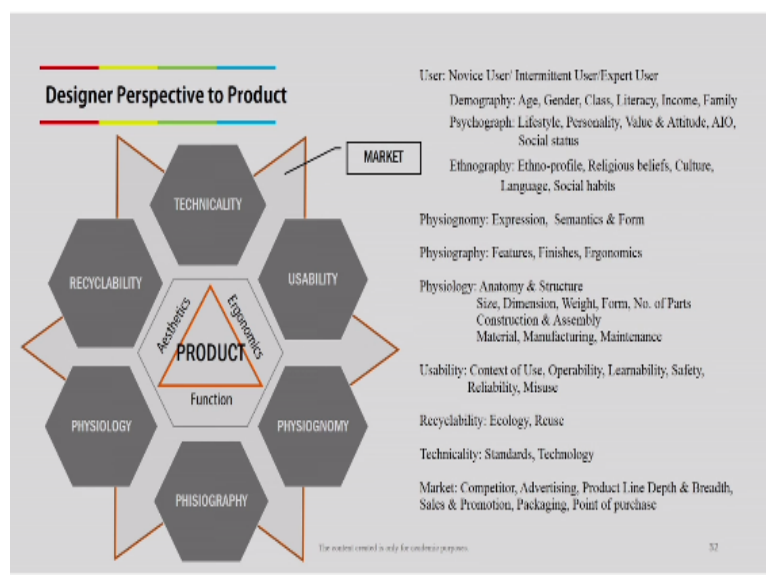 Designer Perspective to Product
MARKET
TECHNICALITY
RECYCLABILITY
USABILITY
Aesthetics
Ergonomics
PRODUCT
Function
PHYSIOLOGY
PHYSIOGNOMY
PHISIOGRAPHY
User: Novice User/ Intermittent User/Expert User
Demography: Age, Gender, Class, Literacy, Income, Family
Psychograph: Lifestyle, Personality, Value & Attitude, AIO,
Social status
Ethnography: Ethno-profile, Religious beliefs, Culture,
Language, Social habits
Physiognomy: Expression, Semantics & Form
Physiography: Features, Finishes, Ergonomics
Physiology: Anatomy & Structure
Size, Dimension, Weight, Form, No. of Parts
Construction & Assembly
Material, Manufacturing, Maintenance
Usability: Context of Use, Operability, Learnability, Safety,
Reliability, Misuse
Recyclability: Ecology, Reuse
Technicality: Standards, Technology
Market: Competitor, Advertising, Product Line Depth & Breadth,
Sales & Promotion, Packaging, Point of purchase
The content created is only for academic purposes.